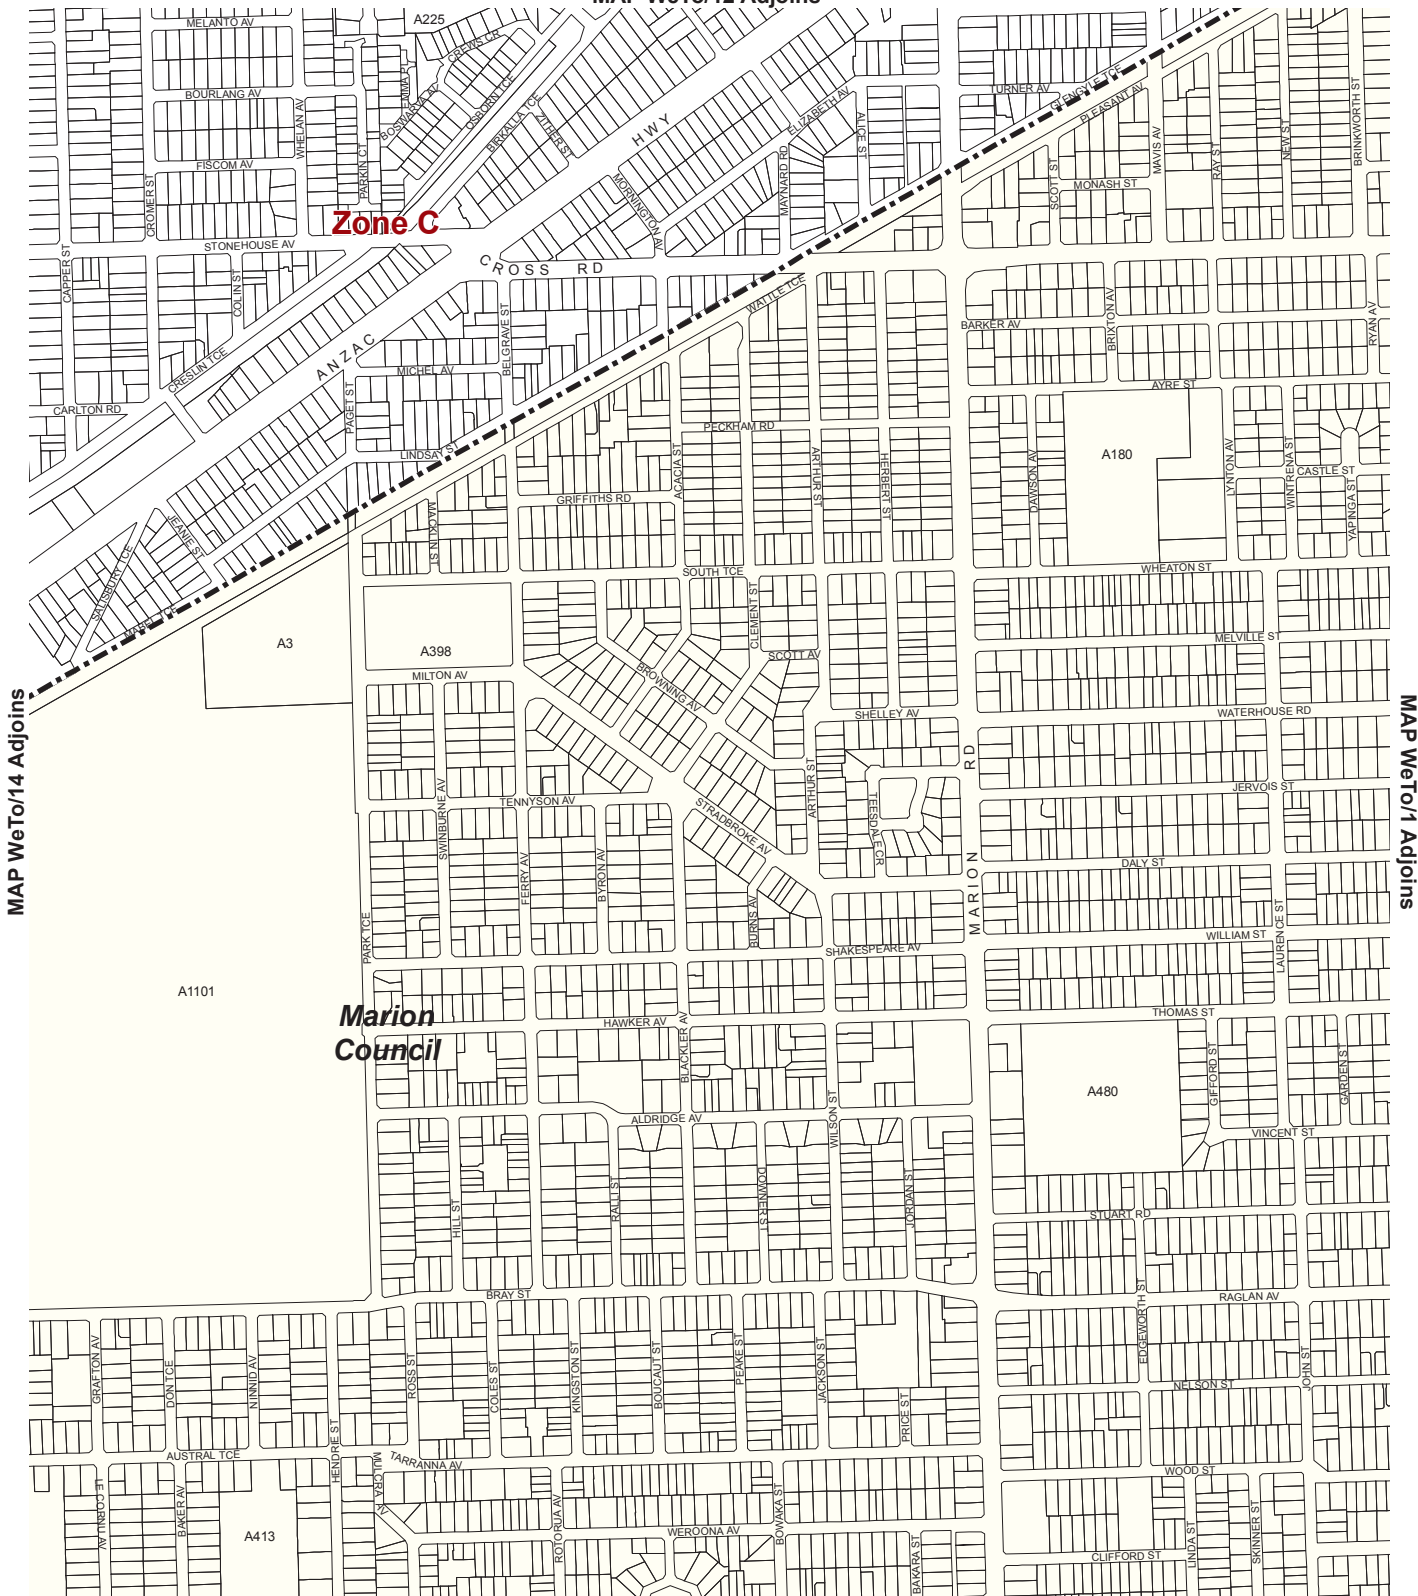 MAP WeTo/12 Adjoins
A225
MELANTO AV
CREWS CR
EMMA PL
BOURLANG AV
BOSWARVA AV
OSBORN TCE
BIRKALLA TCE
ZITHER ST
HWY
ELIZABETH AV
ALICE ST
TURNER AV
GLENGYLE TCE
PLEASANT AV
WHELAN AV
PARKIN CT
FISCOM AV
CROMER ST
MORNINGTON AV
MAYNARD RD
SCOTT ST
MONASH ST
MAVIS AV
RAY ST
NEW ST
BRINKWORTH ST
Zone C
STONEHOUSE AV
CAPPER ST
COLIN ST
CROSS RD
WATTLE TCE
BELGRAVE ST
BARKER AV
BRIXTON AV
RYAN AV
ANZAC
CRESLIN TCE
MICHEL AV
AYRE ST
CARLTON RD
PAGET ST
PECKHAM RD
LINDSAY ST
ACACIA ST
ARTHUR ST
HERBERT ST
DAWSON AV
A180
LYNTON AV
WINTRENA ST
CASTLE ST
YAPINGA ST
GRIFFITHS RD
MACKLIN ST
JEANIE ST
SALISBURY TCE
MABEL TCE
SOUTH TCE
WHEATON ST
CLEMENT ST
A3
A398
MELVILLE ST
MILTON AV
SCOTT AV
BROWNING AV
SHELLEY AV
WATERHOUSE RD
MAP WeTo/14 Adjoins
MAP WeTo/1 Adjoins
RD
SWINBURNE AV
TENNYSON AV
ARTHUR ST
TEESDALE CR
JERVOIS ST
STRADBROKE AV
DALY ST
FERRY AV
BYRON AV
MARION
BURNS AV
PARK TCE
SHAKESPEARE AV
WILLIAM ST
LAURENCE ST
A1101
Marion
Council
HAWKER AV
BLACKLER AV
THOMAS ST
A480
GIFFORD ST
GARDEN ST
WILSON ST
ALDRIDGE AV
VINCENT ST
HILL ST
RALLI ST
DOWNER ST
JORDAN ST
STUART RD
BRAY ST
EDGEWORTH ST
RAGLAN AV
GRAFTON AV
DON TCE
NINNID AV
ROSS ST
COLES ST
KINGSTON ST
BOUCAUT ST
PEAKE ST
JACKSON ST
PRICE ST
NELSON ST
JOHN ST
HENDRIE ST
AUSTRAL TCE
MULCRA AV
TARRANNA AV
WOOD ST
LE CORNU AV
BAKER AV
A413
ROTORUA AV
WEROONA AV
BOWAKA ST
BAKARA ST
CLIFFORD ST
LINDA ST
SKINNER ST